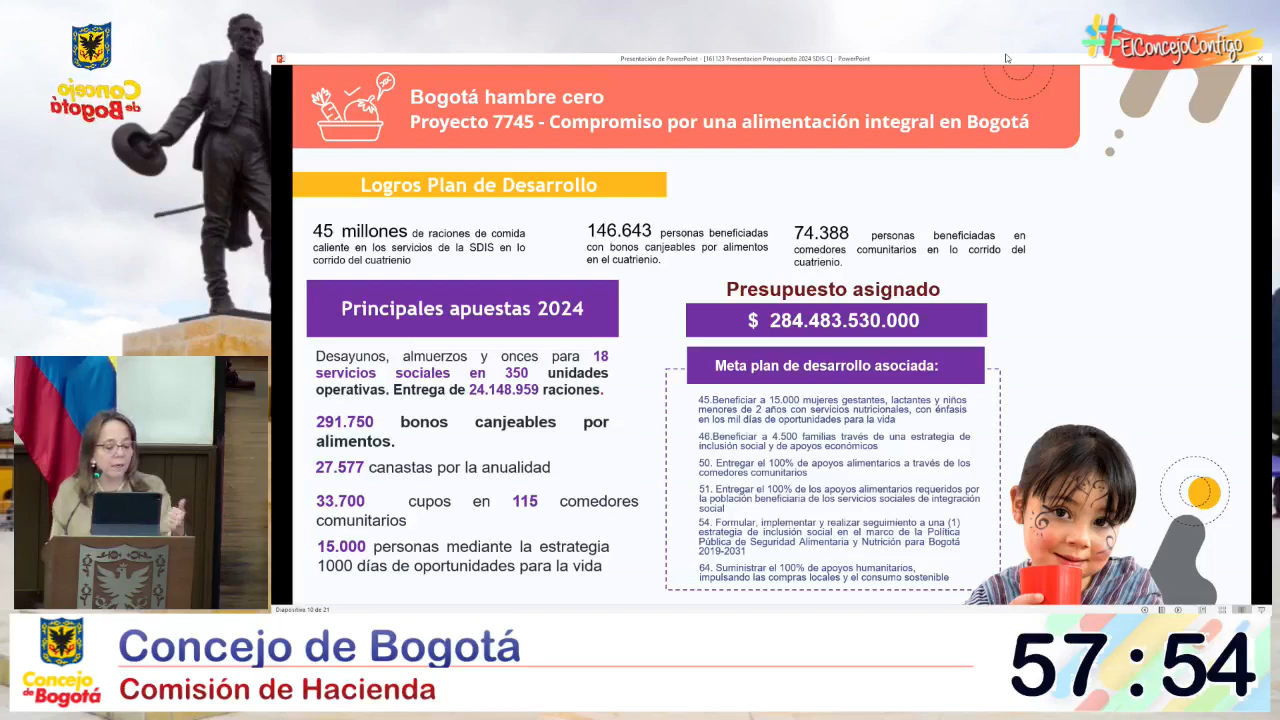 #ElConcejoContigo
Concejo
de Bogotá
Presentación de PowerPoint - [161123 Presentacion Presupuesto 2024 SDIS C] - PowerPoint
Bogotá hambre cero
Proyecto 7745 - Compromiso por una alimentación integral en Bogotá
Logros Plan de Desarrollo
45 millones de raciones de comida
caliente en los servicios de la SDIS en lo
corrido del cuatrienio
146.643 personas beneficiadas
con bonos canjeables por alimentos
en el cuatrienio.
74.388 personas beneficiadas en
comedores comunitarios en lo corrido del
cuatrienio.
Principales apuestas 2024
Desayunos, almuerzos y onces para 18
servicios sociales en 350 unidades
operativas. Entrega de 24.148.959 raciones.
291.750 bonos canjeables por
alimentos.
27.577 canastas por la anualidad
33.700 cupos en 115 comedores
comunitarios
15.000 personas mediante la estrategia
1000 días de oportunidades para la vida
Presupuesto asignado
$ 284.483.530.000
Meta plan de desarrollo asociada:
45.Beneficiar a 15.000 mujeres gestantes, lactantes y niños
menores de 2 años con servicios nutricionales, con énfasis
en los mil días de oportunidades para la vida
46.Beneficiar a 4.500 familias través de una estrategia de
inclusión social y de apoyos económicos
50. Entregar el 100% de apoyos alimentarios a través de los
comedores comunitarios
51. Entregar el 100% de los apoyos alimentarios requeridos por
la población beneficiaria de los servicios sociales de integración
social
54. Formular, implementar y realizar seguimiento a una (1)
estrategia de inclusión social en el marco de la Política
Pública de Seguridad Alimentaria y Nutrición para Bogotá
2019-2031
64. Suministrar el 100% de apoyos humanitarios,
impulsando las compras locales y el consumo sostenible
Diapositiva 10 de 21
Concejo
de Bogotá
Concejo de Bogotá
Comisión de Hacienda
57:54